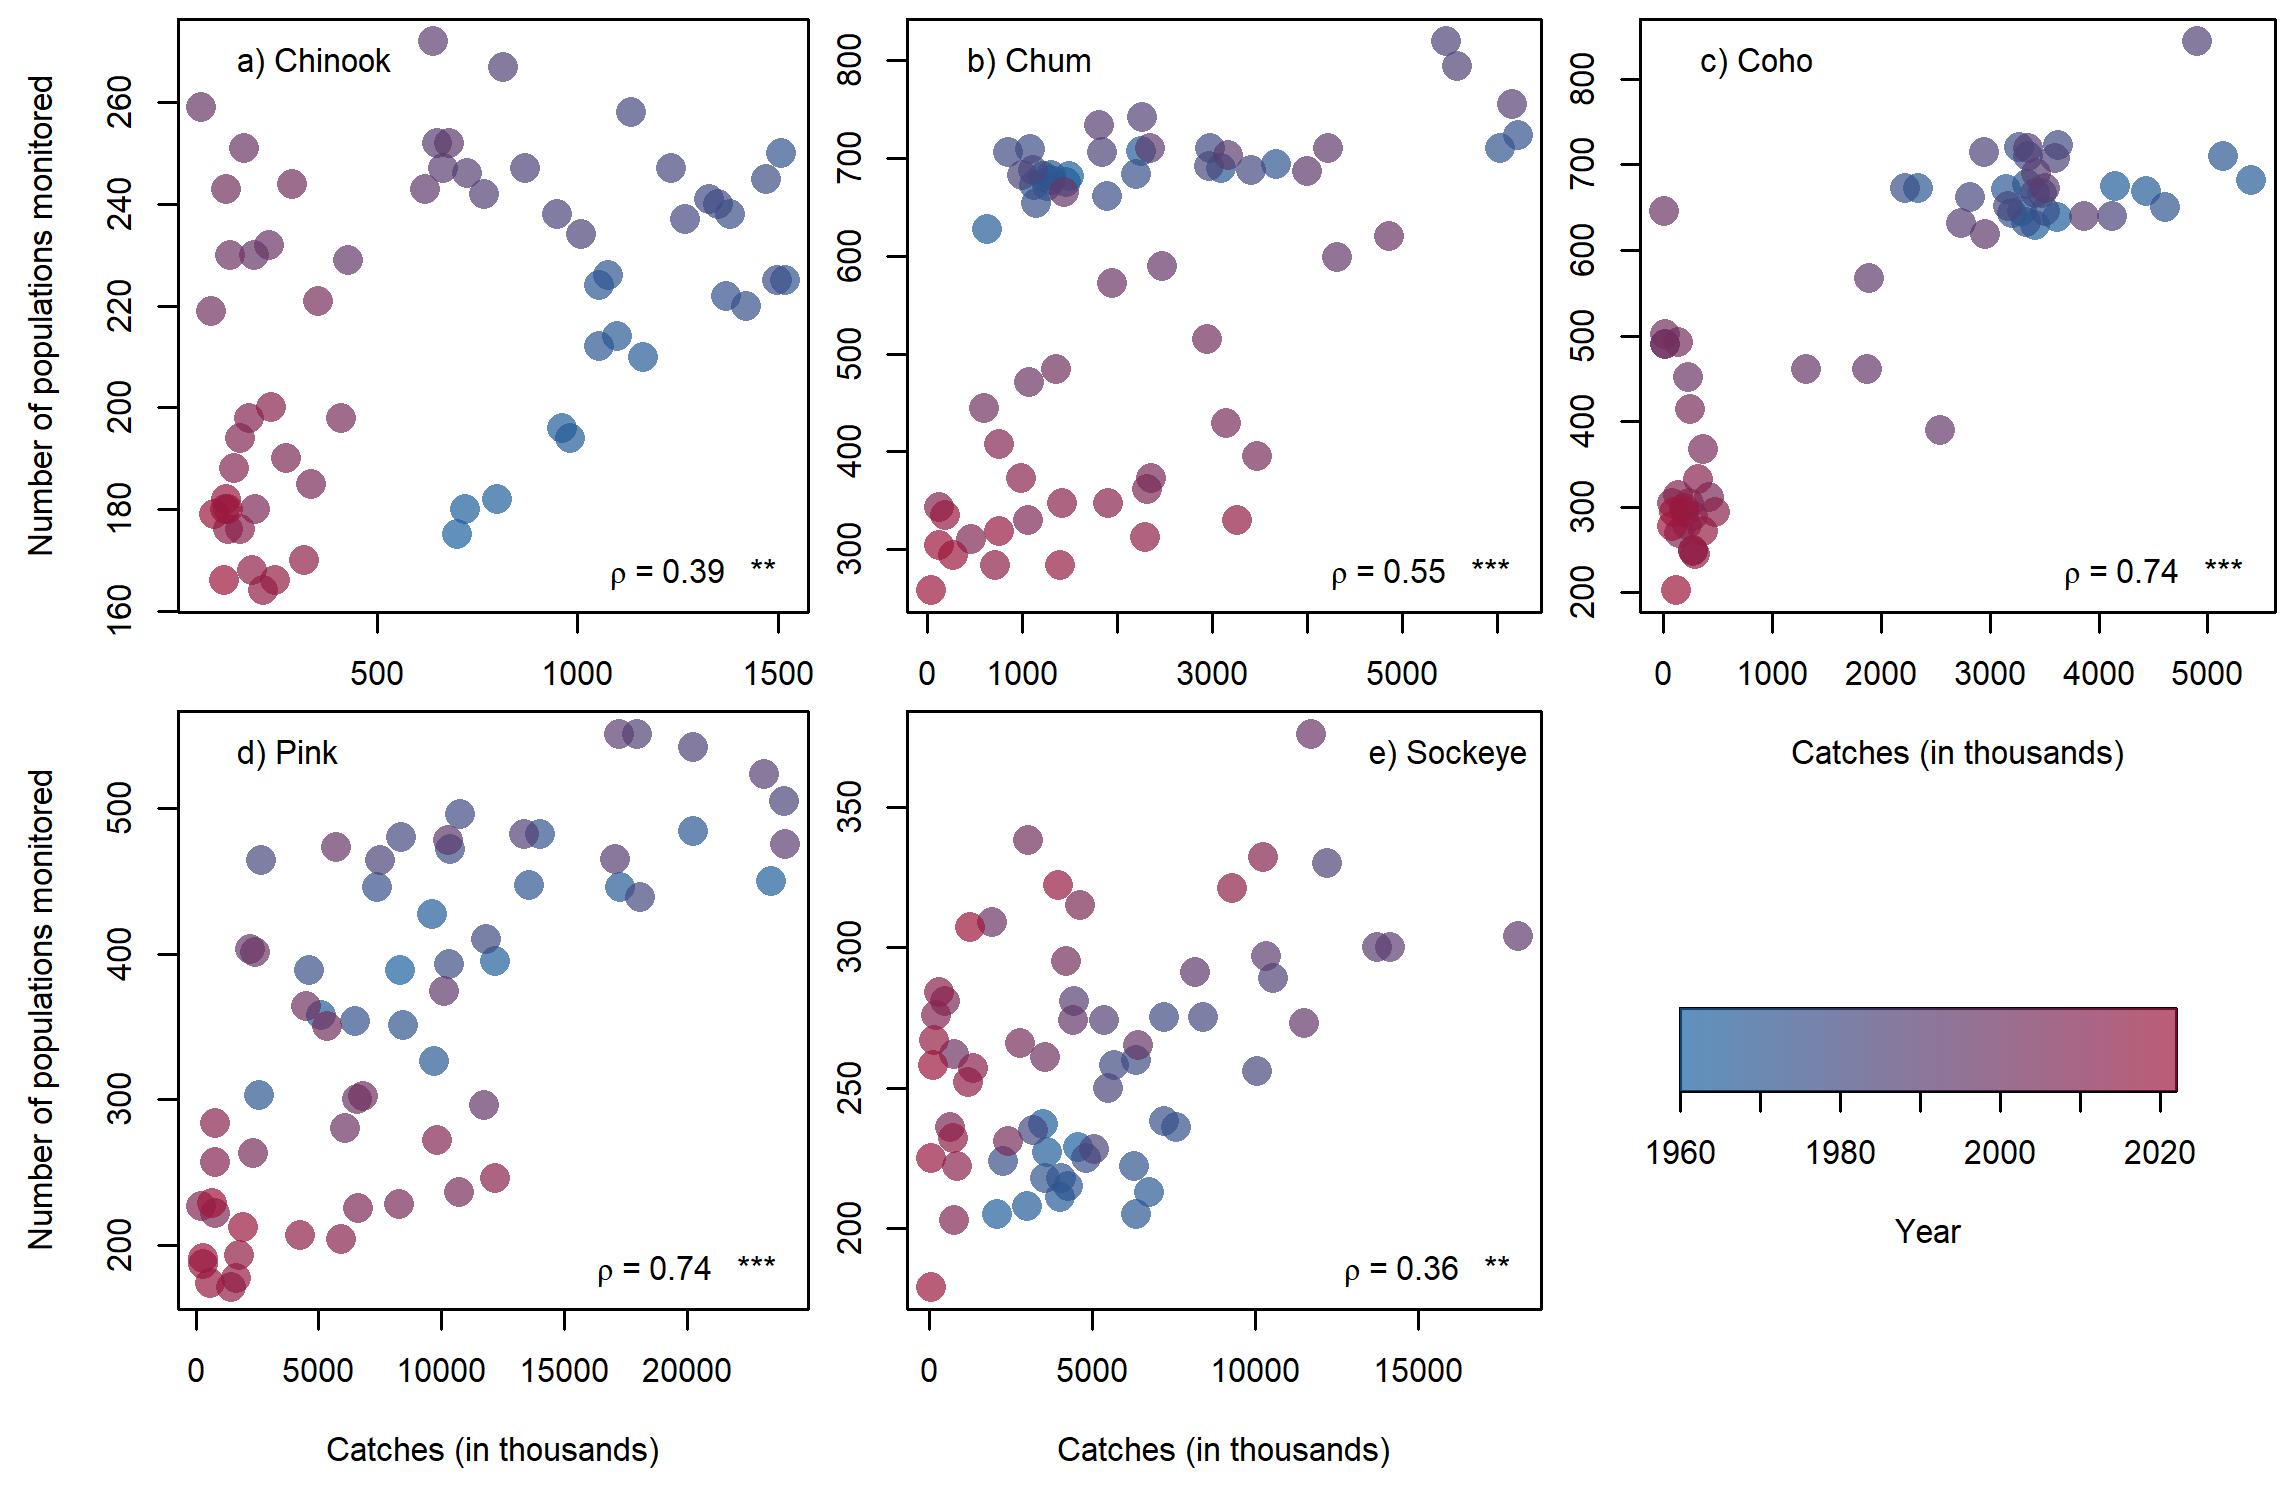 a) Chinook
Number of populations monitored
160 180 200 220 240 260
500 1000 1500
ρ = 0.39 **
b) Chum
300 400 500 600 700 800
0 1000 3000 5000
ρ = 0.55 ***
c) Coho
200 300 400 500 600 700 800
0 1000 2000 3000 4000 5000
Catches (in thousands)
ρ = 0.74 ***
d) Pink
Number of populations monitored
200 300 400 500
0 5000 10000 15000 20000
Catches (in thousands)
ρ = 0.74 ***
e) Sockeye
200 250 300 350
0 5000 10000 15000
Catches (in thousands)
ρ = 0.36 **
1960 1980 2000 2020
Year